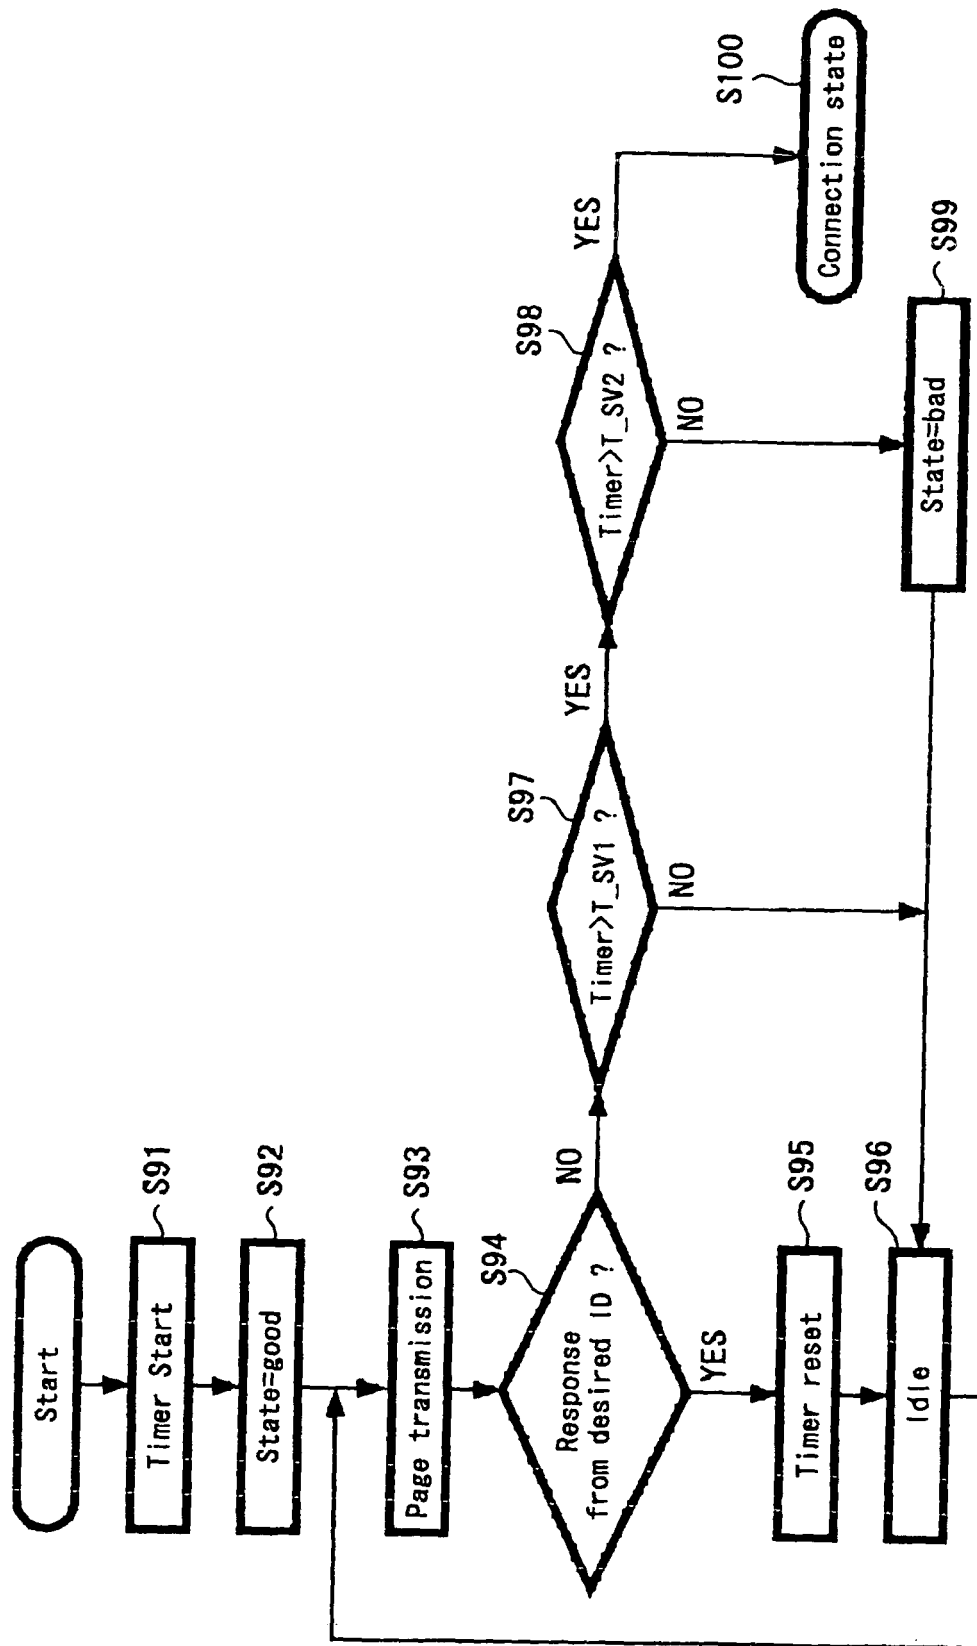 Start
Timer Start
S91
State=good
S92
Page transmission
S93
Response
from desired ID ?
S94
NO
YES
Timer reset
S95
Idle
S96
Timer>T_SV1 ?
S97
YES
NO
Timer>T_SV2 ?
S98
YES
NO
State=bad
S99
Connection state
S100